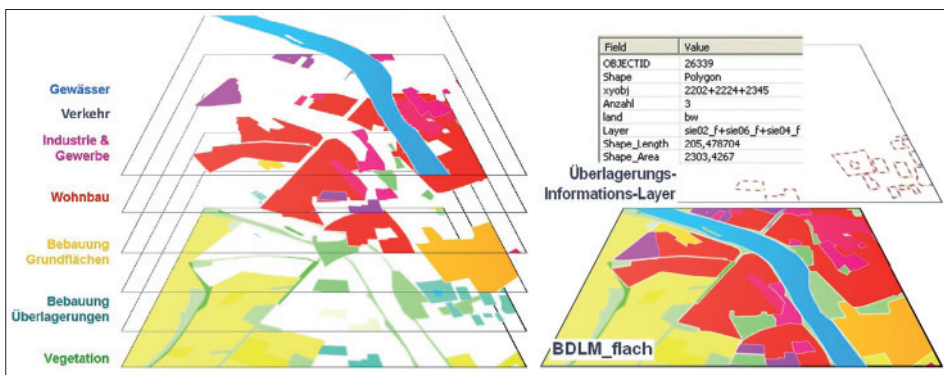 Gewässer
Verkehr
Industrie &
Gewerbe
Wohnbau
Bebauung
Grundflächen
Bebauung
Überlagerungen
Vegetation
Field Value
OBJECTID 26339
Shape Polygon
xyobj 2202+2224+2345
Anzahl 3
land bw
Layer sie02_f+sie06_f+sie04_f
Shape_Length 205,478704
Shape_Area 2303,4267
Überlagerungs-
Informations-Layer
BDLM_flach